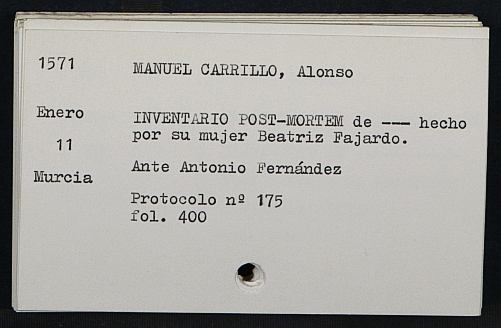 1571
MANUEL CARRILLO, Alonso
Enero
11
Murcia
INVENTARIO POST-MORTEM de --- hecho
por su mujer Beatriz Fajardo.
Ante Antonio Fernández
Protocolo nº 175
fol. 400